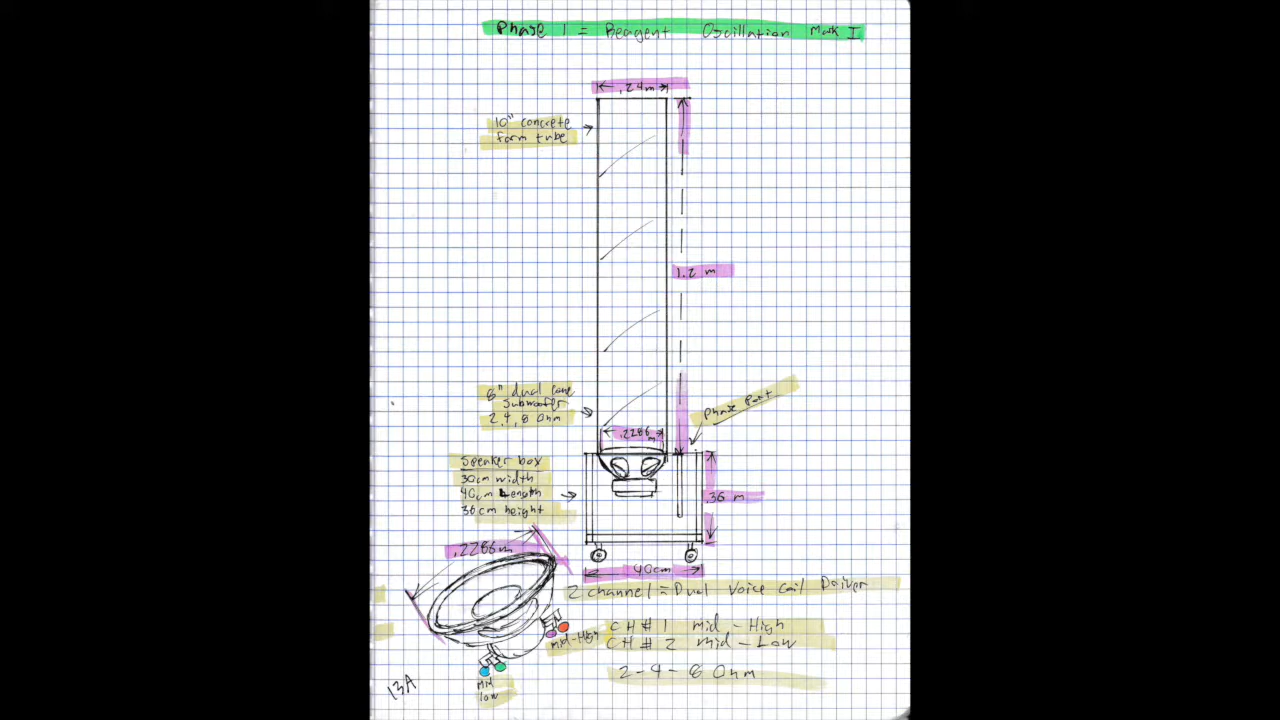 Phase 1 = Reagent Oscillation Mark I
.24m
10" concrete
form tube
1.2 m
8" dual cone
subwoofer
2,4,8 Ohm
Phase Port
.2286
m
Speaker box
30cm width
40cm Length
36cm height
.36 m
.2286m
40cm
2 channel = Dual Voice Coil Driver
CH # 1 mid - High
CH # 2 mid - Low
Mid-High
2-4-8 Ohm
Mid
low
13A